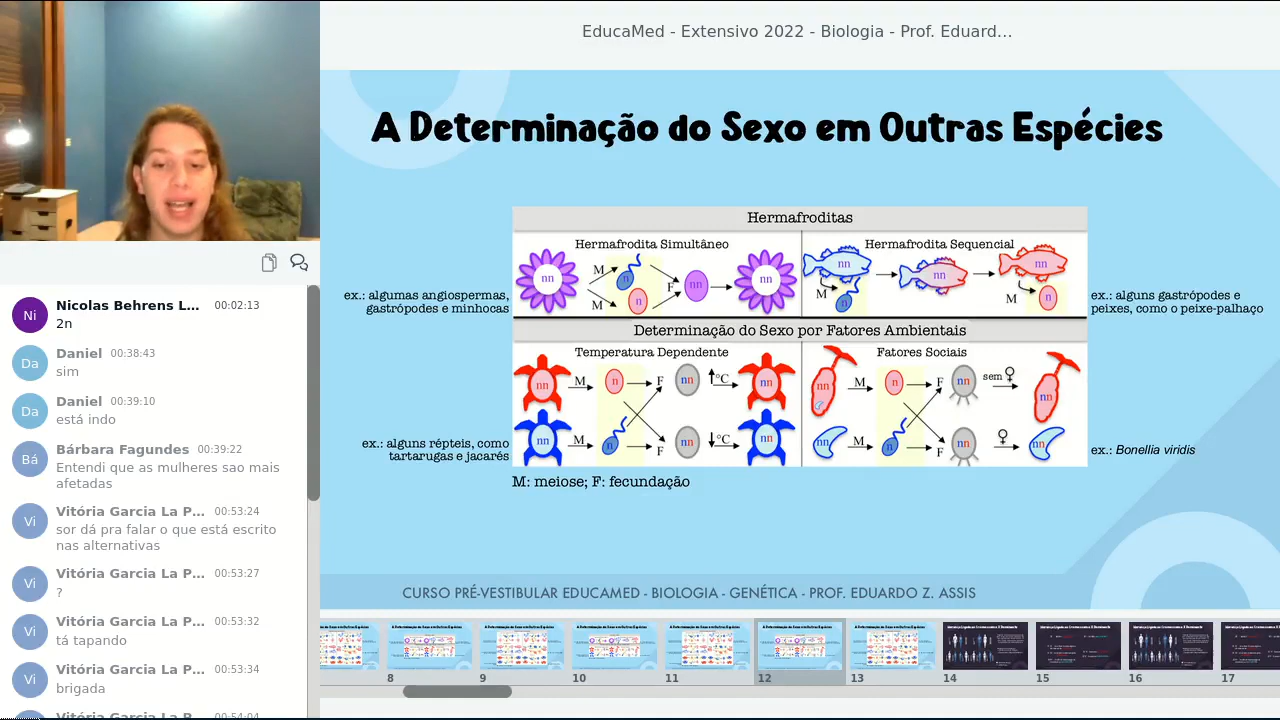 EducaMed - Extensivo 2022 - Biologia - Prof. Eduard...
A Determinação do Sexo em Outras Espécies
Hermafroditas
Hermafrodita Simultâneo
Hermafrodita Sequencial
nn
M
M
n
n
F
nn
nn
nn
nn
nn
M
n
M
n
ex.: algumas angiospermas,
gastrópodes e minhocas
ex.: alguns gastrópodes e
peixes, como o peixe-palhaço
Determinação do Sexo por Fatores Ambientais
Temperatura Dependente
Fatores Sociais
nn
M
n
F
nn
°C
nn
nn
M
n
F
nn
°C
nn
nn
M
n
F
nn
sem ♀
nn
nn
M
n
F
nn
♀
nn
ex.: alguns répteis, como
tartarugas e jacarés
ex.: Bonellia viridis
M: meiose; F: fecundação
CURSO PRÉ-VESTIBULAR EDUCAMED - BIOLOGIA - GENÉTICA - PROF. EDUARDO Z. ASSIS
Ni
Nicolas Behrens L... 00:02:13
2n
Da
Daniel 00:38:43
sim
Da
Daniel 00:39:10
está indo
Bá
Bárbara Fagundes 00:39:22
Entendi que as mulheres sao mais
afetadas
Vi
Vitória Garcia La P... 00:53:24
sor dá pra falar o que está escrito
nas alternativas
Vi
Vitória Garcia La P... 00:53:27
?
Vi
Vitória Garcia La P... 00:53:32
tá tapando
Vi
Vitória Garcia La P... 00:53:34
brigada
Vitória Garcia La P... 00:54:04
8 9 10 11 12 13 14 15 16 17